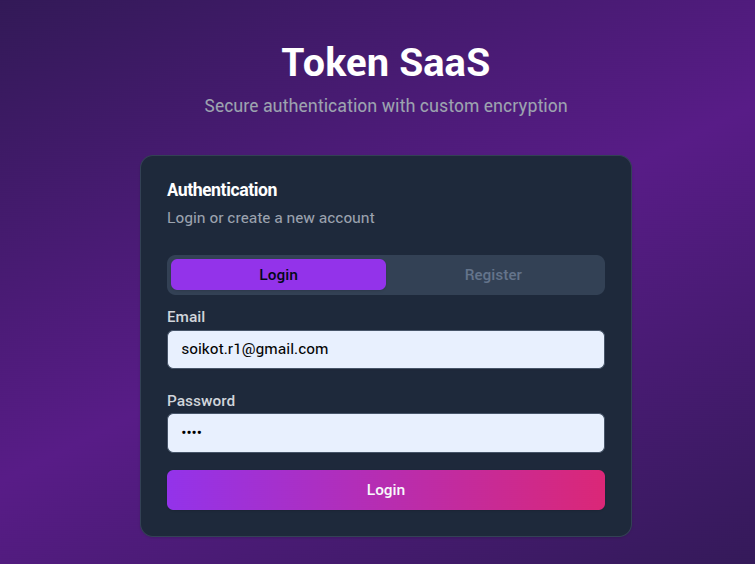 Token SaaS
Secure authentication with custom encryption
Authentication
Login or create a new account
Login
Register
Email
soikot.r1@gmail.com
Password
••••
Login